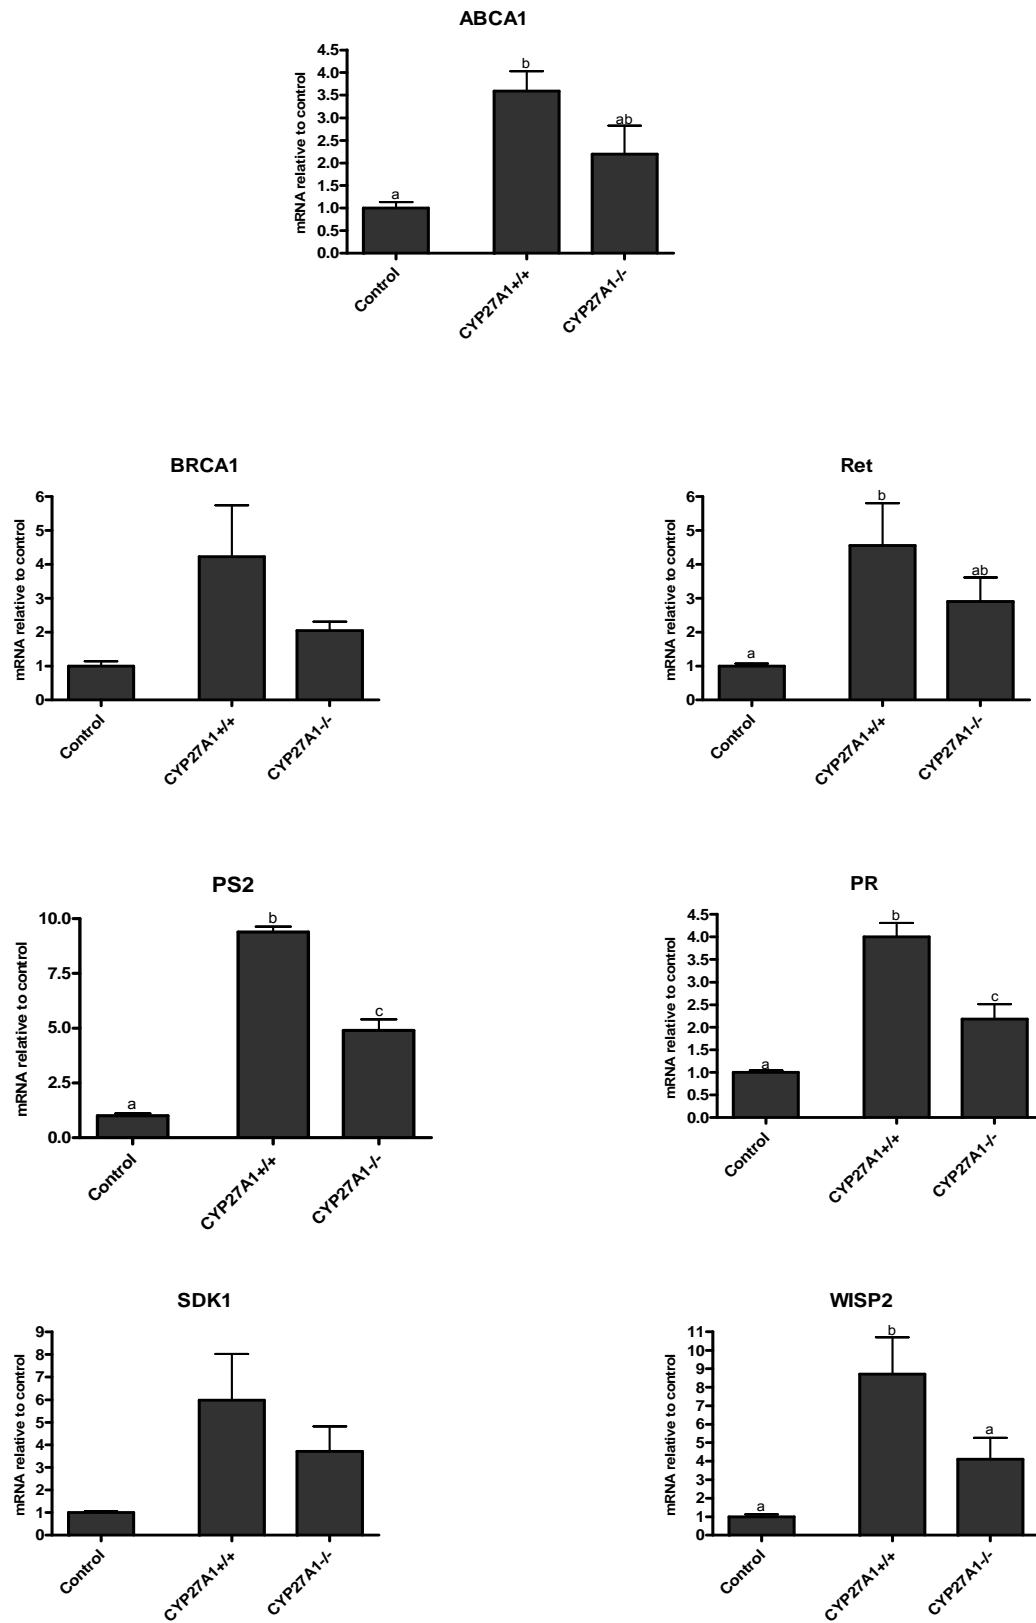 ABCA1
mRNA relative to control
4.5
4.0
3.5
3.0
2.5
2.0
1.5
1.0
0.5
0.0
a
b
ab
Control
CYP27A1+/+
CYP27A1-/-
BRCA1
mRNA relative to control
6
5
4
3
2
1
0
Control
CYP27A1+/+
CYP27A1-/-
Ret
mRNA relative to control
6
5
4
3
2
1
0
a
b
ab
Control
CYP27A1+/+
CYP27A1-/-
PS2
mRNA relative to control
10.0
7.5
5.0
2.5
0.0
a
b
c
Control
CYP27A1+/+
CYP27A1-/-
PR
mRNA relative to control
4.5
4.0
3.5
3.0
2.5
2.0
1.5
1.0
0.5
0.0
a
b
c
Control
CYP27A1+/+
CYP27A1-/-
SDK1
mRNA relative to control
9
8
7
6
5
4
3
2
1
0
Control
CYP27A1+/+
CYP27A1-/-
WISP2
mRNA relative to control
11
10
9
8
7
6
5
4
3
2
1
0
a
b
a
Control
CYP27A1+/+
CYP27A1-/-